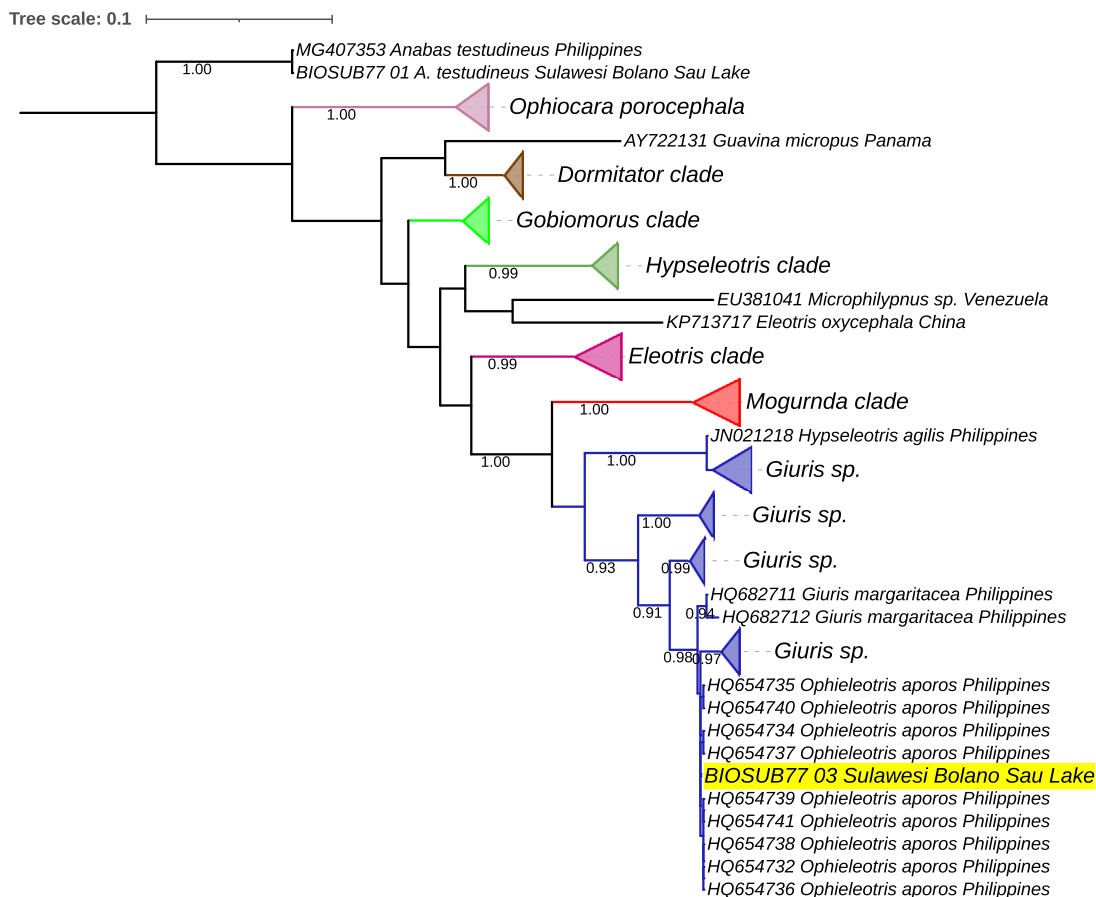 Tree scale: 0.1
MG407353 Anabas testudineus Philippines
1.00
BIOSUB77 01 A. testudineus Sulawesi Bolano Sau Lake
Ophiocara porocephala
1.00
AY722131 Guavina micropus Panama
Dormitator clade
1.00
Gobiomorus clade
Hypseleotris clade
0.99
EU381041 Microphilypnus sp. Venezuela
KP713717 Eleotris oxycephala China
Eleotris clade
0.99
Mogurnda clade
1.00
JN021218 Hypseleotris agilis Philippines
1.00
1.00
Giuris sp.
Giuris sp.
1.00
Giuris sp.
0.93
0.99
HQ682711 Giuris margaritacea Philippines
0.91
0.94
HQ682712 Giuris margaritacea Philippines
Giuris sp.
0.98
0.97
HQ654735 Ophieleotris aporos Philippines
HQ654740 Ophieleotris aporos Philippines
HQ654734 Ophieleotris aporos Philippines
HQ654737 Ophieleotris aporos Philippines
BIOSUB77 03 Sulawesi Bolano Sau Lake
HQ654739 Ophieleotris aporos Philippines
HQ654741 Ophieleotris aporos Philippines
HQ654738 Ophieleotris aporos Philippines
HQ654732 Ophieleotris aporos Philippines
HQ654736 Ophieleotris aporos Philippines